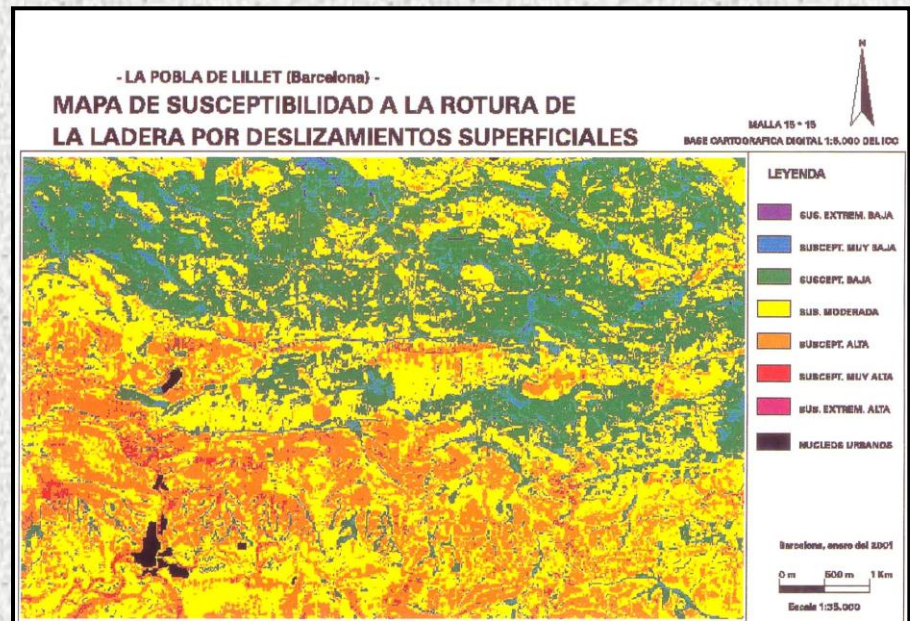 - LA POBLA DE LILLET (Barcelona) -
MAPA DE SUSCEPTIBILIDAD A LA ROTURA DE
LA LADERA POR DESLIZAMIENTOS SUPERFICIALES
N
MALLA 15 * 15
BASE CARTOGRAFICA DIGITAL 1:5.000 DEL ICC
LEYENDA
SUS. EXTREM. BAJA
SUSCEPT. MUY BAJA
SUSCEPT. BAJA
SUS. MODERADA
SUSCEPT. ALTA
SUSCEPT. MUY ALTA
SUS. EXTREM. ALTA
NUCLEOS URBANOS
Barcelona, enero del 2001
0 m 500 m 1 Km
Escala 1:35.000